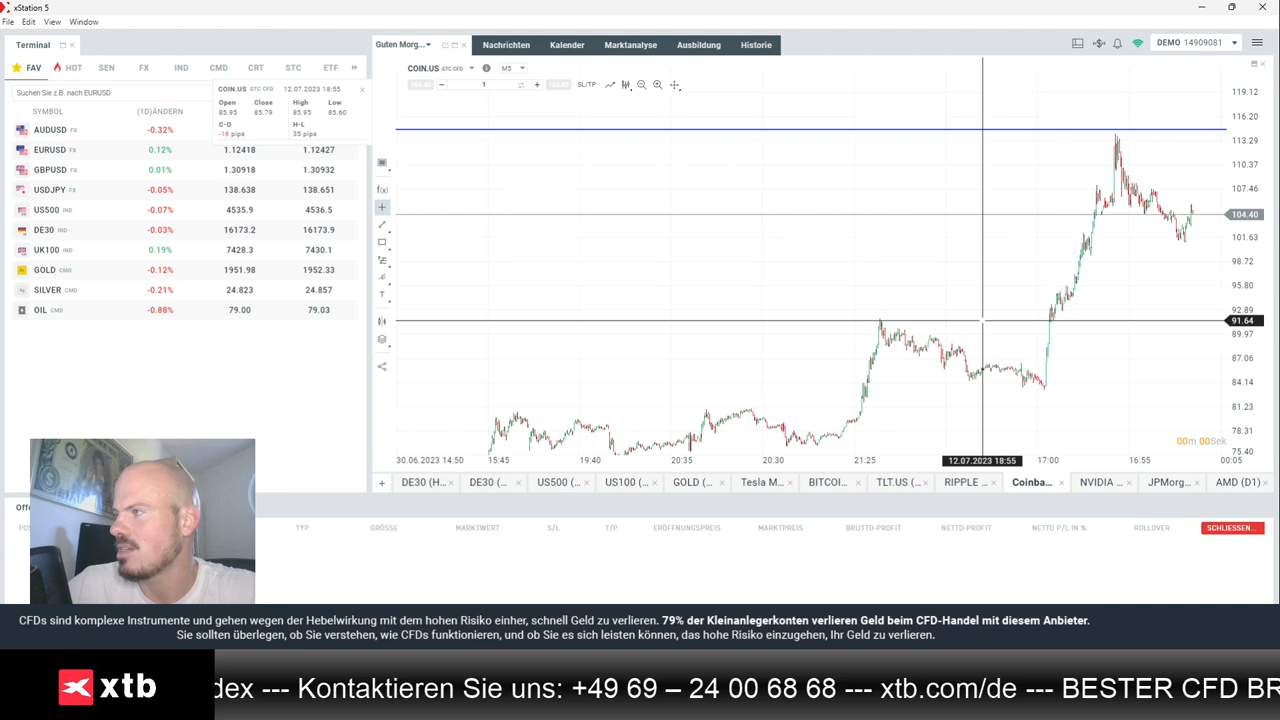 xStation 5
File Edit View Window
Terminal
Guten Morg... Nachrichten Kalender Marktanalyse Ausbildung Historie
DEMO 14909081
FAV HOT SEN FX IND CMD CRT STC ETF
Suchen Sie z.B. nach EURUSD
COIN.US STC CFD 12.07.2023 18:55
Open Close High Low
85.95 85.79 85.95 85.60
C-O H-L
-16 pips 35 pips
SYMBOL (1D)ÄNDERN
AUDUSD FX -0.32%
EURUSD FX 0.12% 1.12418 1.12427
GBPUSD FX 0.01% 1.30918 1.30932
USDJPY FX -0.05% 138.638 138.651
US500 IND -0.07% 4535.9 4536.5
DE30 IND -0.03% 16173.2 16173.9
UK100 IND 0.19% 7428.3 7430.1
GOLD CMD -0.12% 1951.98 1952.33
SILVER CMD -0.21% 24.823 24.857
OIL CMD -0.88% 79.00 79.03
COIN.US STC CFD M5
1 SL/TP
f(x)
T
119.12
116.20
113.29
110.37
107.46
104.40
101.63
98.72
95.80
92.89
91.64
89.97
87.06
84.14
81.23
78.31
75.40
00m 00Sek
30.06.2023 14:50 15:45 19:40 20:35 20:30 21:25 12.07.2023 18:55 17:00 16:55 00:05
DE30 (H... DE30 (... US500 (... US100 (... GOLD (... Tesla M... BITCOI... TLT.US (... RIPPLE ... Coinba... NVIDIA ... JPMorg... AMD (D1)
TYP GRÖSSE MARKTWERT S/L T/P ERÖFFNUNGSPREIS MARKTPREIS BRUTTO-PROFIT NETTO-PROFIT NETTO P/L IN % ROLLOVER SCHLIESSEN...
CFDs sind komplexe Instrumente und gehen wegen der Hebelwirkung mit dem hohen Risiko einher, schnell Geld zu verlieren. 79% der Kleinanlegerkonten verlieren Geld beim CFD-Handel mit diesem Anbieter.
Sie sollten überlegen, ob Sie verstehen, wie CFDs funktionieren, und ob Sie es sich leisten können, das hohe Risiko einzugehen, Ihr Geld zu verlieren.
xtb
dex --- Kontaktieren Sie uns: +49 69 – 24 00 68 68 --- xtb.com/de --- BESTER CFD BR